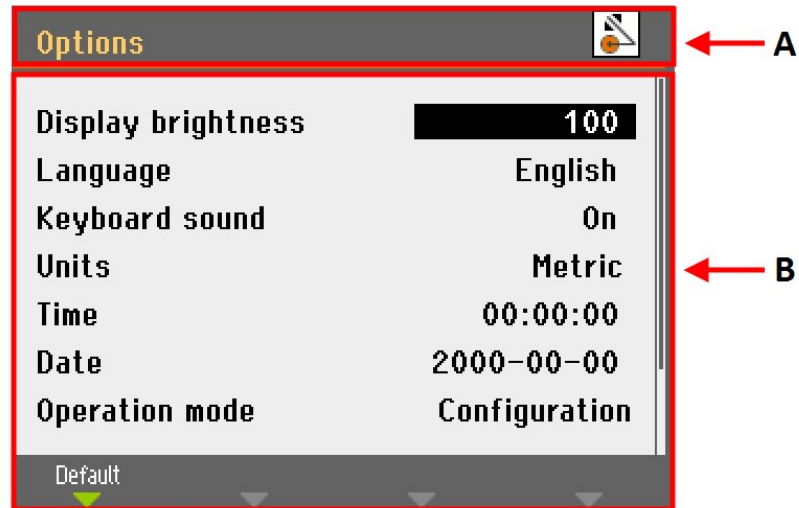 Options
A
Display brightness 100
Language English
Keyboard sound On
Units Metric
B
Time 00:00:00
Date 2000-00-00
Operation mode Configuration
Default